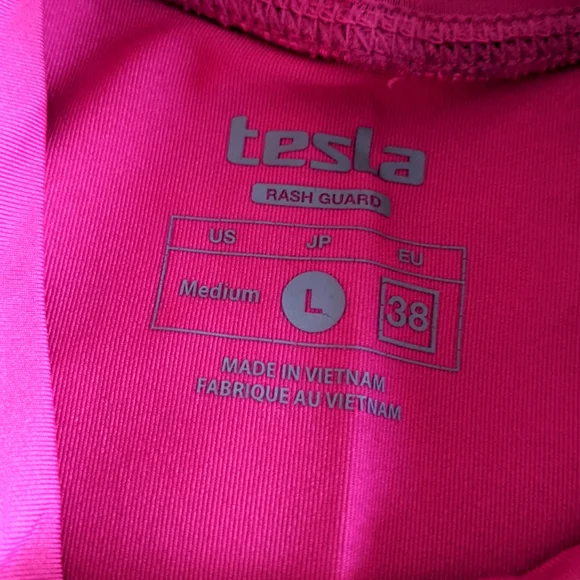 tesla
RASH GUARD
US JP EU
Medium L 38
MADE IN VIETNAM
FABRIQUE AU VIETNAM